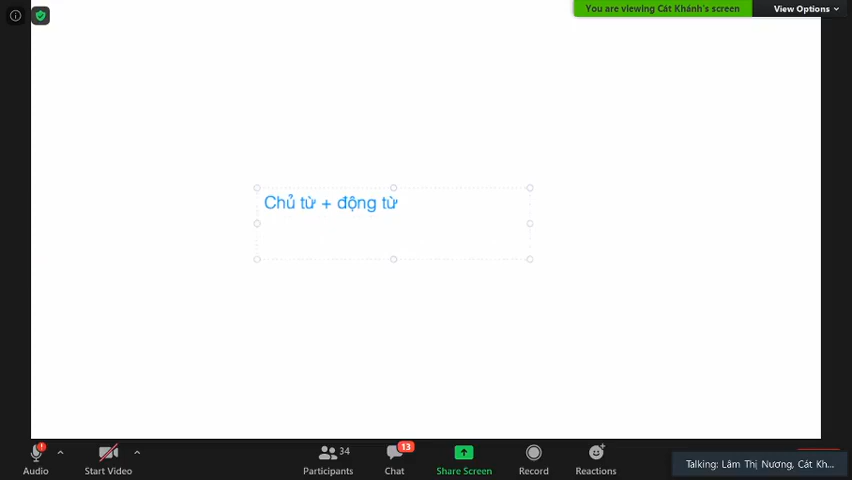 You are viewing Cát Khánh's screen
View Options
Chủ từ + động từ
34
13
Audio
Start Video
Participants
Chat
Share Screen
Record
Reactions
Talking: Lâm Thị Nương, Cát Kh...